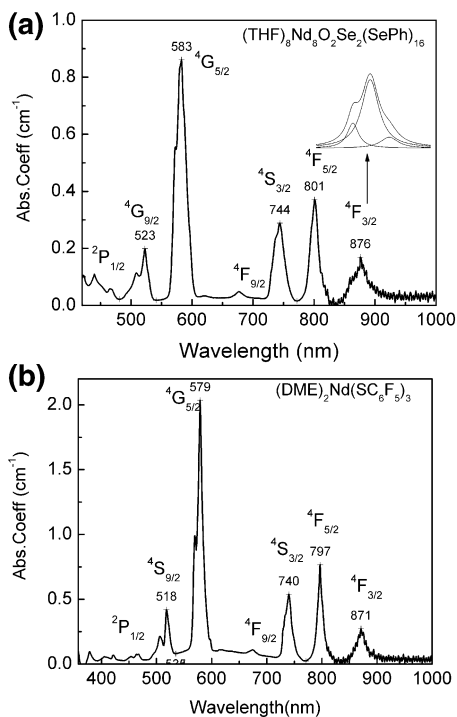 (a)
(THF)8Nd8O2Se2(SePh)16
583
4G5/2
1.0
0.8
0.6
0.4
0.2
0.0
Abs.Coeff (cm-1)
4F5/2
4S3/2
801
4G9/2
744
4F3/2
523
876
2P1/2
4F9/2
500 600 700 800 900 1000
Wavelength (nm)
(b)
579
4G5/2
(DME)2Nd(SC6F5)3
2.0
1.5
1.0
0.5
0.0
Abs.Coeff (cm-1)
4F5/2
4S3/2
797
4S9/2
740
4F3/2
518
871
2P1/2
4F9/2
400 500 600 700 800 900 1000
Wavelength(nm)